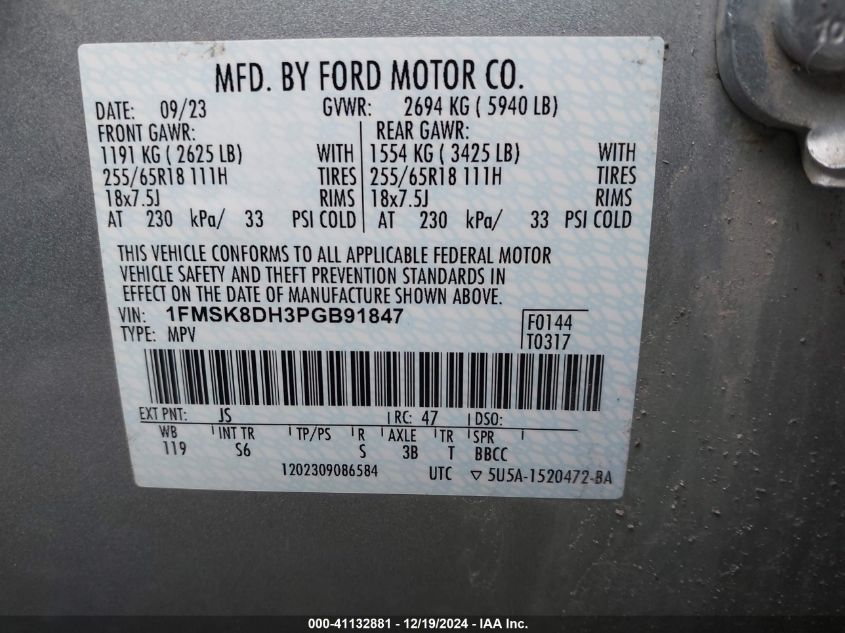 MFD. BY FORD MOTOR CO.
DATE: 09/23 GVWR: 2694 KG ( 5940 LB)
FRONT GAWR: REAR GAWR:
1191 KG ( 2625 LB) WITH 1554 KG ( 3425 LB) WITH
255/65R18 111H TIRES 255/65R18 111H TIRES
18x7.5J RIMS 18x7.5J RIMS
AT 230 kPa/ 33 PSI COLD AT 230 kPa/ 33 PSI COLD
THIS VEHICLE CONFORMS TO ALL APPLICABLE FEDERAL MOTOR
VEHICLE SAFETY AND THEFT PREVENTION STANDARDS IN
EFFECT ON THE DATE OF MANUFACTURE SHOWN ABOVE.
VIN: 1FMSK8DH3PGB91847 F0144
TYPE: MPV T0317
EXT PNT: JS RC: 47 DSO:
WB INT TR TP/PS R AXLE TR SPR
119 S6 S 3B T BBCC
1202309086584 UTC ▽ 5U5A-1520472-BA
000-41132881 - 12/19/2024 - IAA Inc.